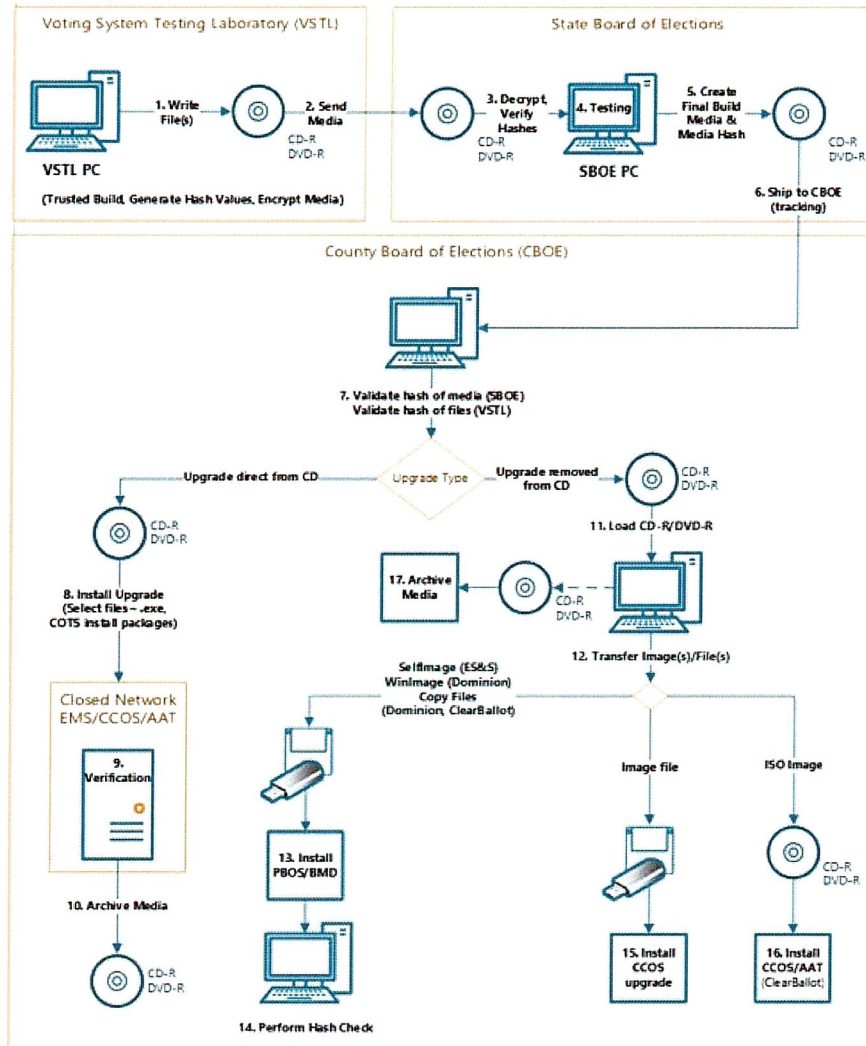 Voting System Testing Laboratory (VSTL)
State Board of Elections
1. Write
File(s)
2. Send
Media
3. Decrypt,
Verify
Hashes
4. Testing
5. Create
Final Build
Media &
Media Hash
CD-R
DVD-R
CD-R
DVD-R
CD-R
DVD-R
VSTL PC
SBOE PC
(Trusted Build, Generate Hash Values, Encrypt Media)
6. Ship to CBOE
(tracking)
County Board of Elections (CBOE)
7. Validate hash of media (SBOE)
Validate hash of files (VSTL)
Upgrade direct from CD
Upgrade Type
Upgrade removed
from CD
CD-R
DVD-R
CD-R
DVD-R
11. Load CD-R/DVD-R
8. Install Upgrade
(Select files – .exe,
COTS install packages)
17. Archive
Media
CD-R
DVD-R
12. Transfer Image(s)/File(s)
SelfImage (ES&S)
WinImage (Dominion)
Copy Files
(Dominion, ClearBallot)
Closed Network
EMS/CCOS/AAT
9.
Verification
Image file
ISO Image
13. Install
PBOS/BMD
CD-R
DVD-R
10. Archive Media
15. Install
CCOS
upgrade
16. Install
CCOS/AAT
(ClearBallot)
CD-R
DVD-R
14. Perform Hash Check